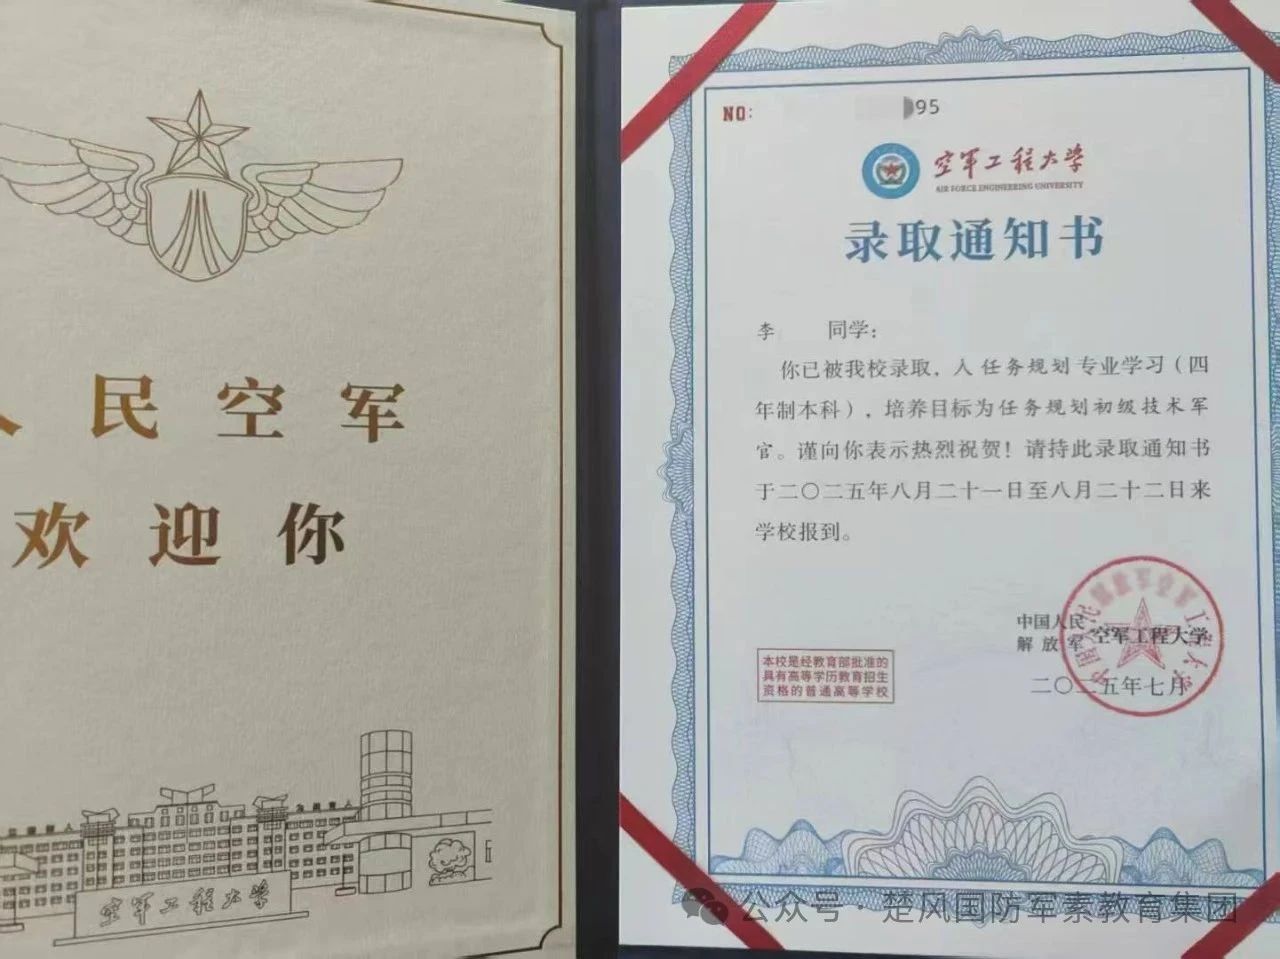 人民空军
欢迎你
空军工程大学
NO:
95
空军工程大学
AIR FORCE ENGINEERING UNIVERSITY
录取通知书
李 同学：
你已被我校录取，入任务规划专业学习（四
年制本科），培养目标为任务规划初级技术军
官。谨向你表示热烈祝贺！请持此录取通知书
于二〇二五年八月二十一日至八月二十二日来
学校报到。
中国人民
解放军 空军工程大学
二〇二五年七月
本校是经教育部批准的
具有高等学历教育招生
资格的普通高等学校
公众号 · 楚风国防军素教育集团